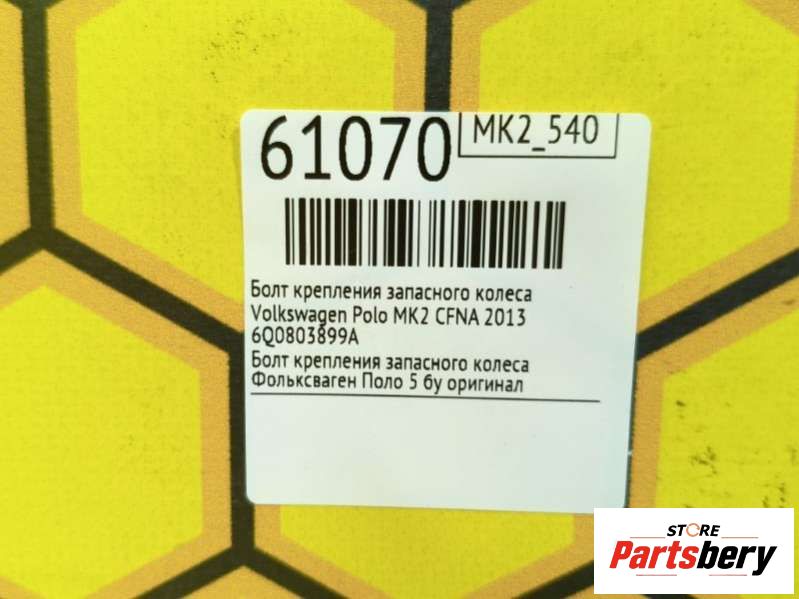 61070
MK2_540
Болт крепления запасного колеса
Volkswagen Polo MK2 CFNA 2013
6Q0803899A
Болт крепления запасного колеса
Фольксваген Поло 5 бу оригинал
STORE
Partsbery